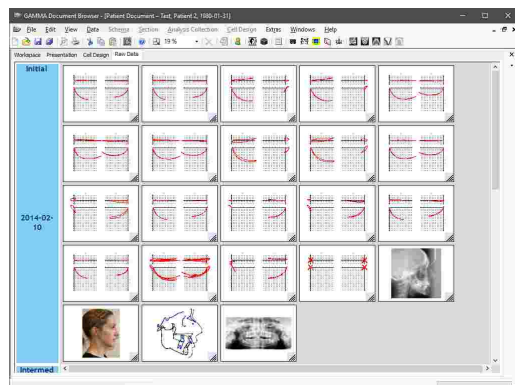 GAMMA Document Browser - [Patient Document – Test, Patient 2, 1980-01-31]
File Edit View Data Schema Section Analysis Collection Cell Design Extras Windows Help
19 %
Workspace Presentation Cell Design Raw Data
Initial
2014-02-
10
Intermed